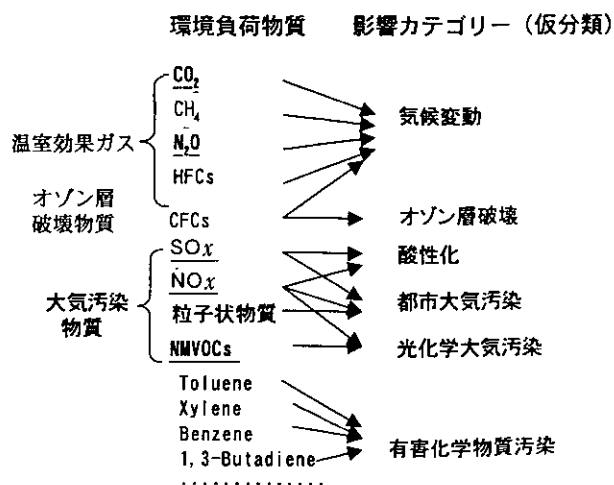 環境負荷物質 影響カテゴリー（仮分類）
CO₂
CH₄
N₂O
HFCs
CFCs
SOx
NOx
粒子状物質
NMVOCs
Toluene
Xylene
Benzene
1,3-Butadiene
..............
温室効果ガス
オゾン層
破壊物質
大気汚染
物質
気候変動
オゾン層破壊
酸性化
都市大気汚染
光化学大気汚染
有害化学物質汚染